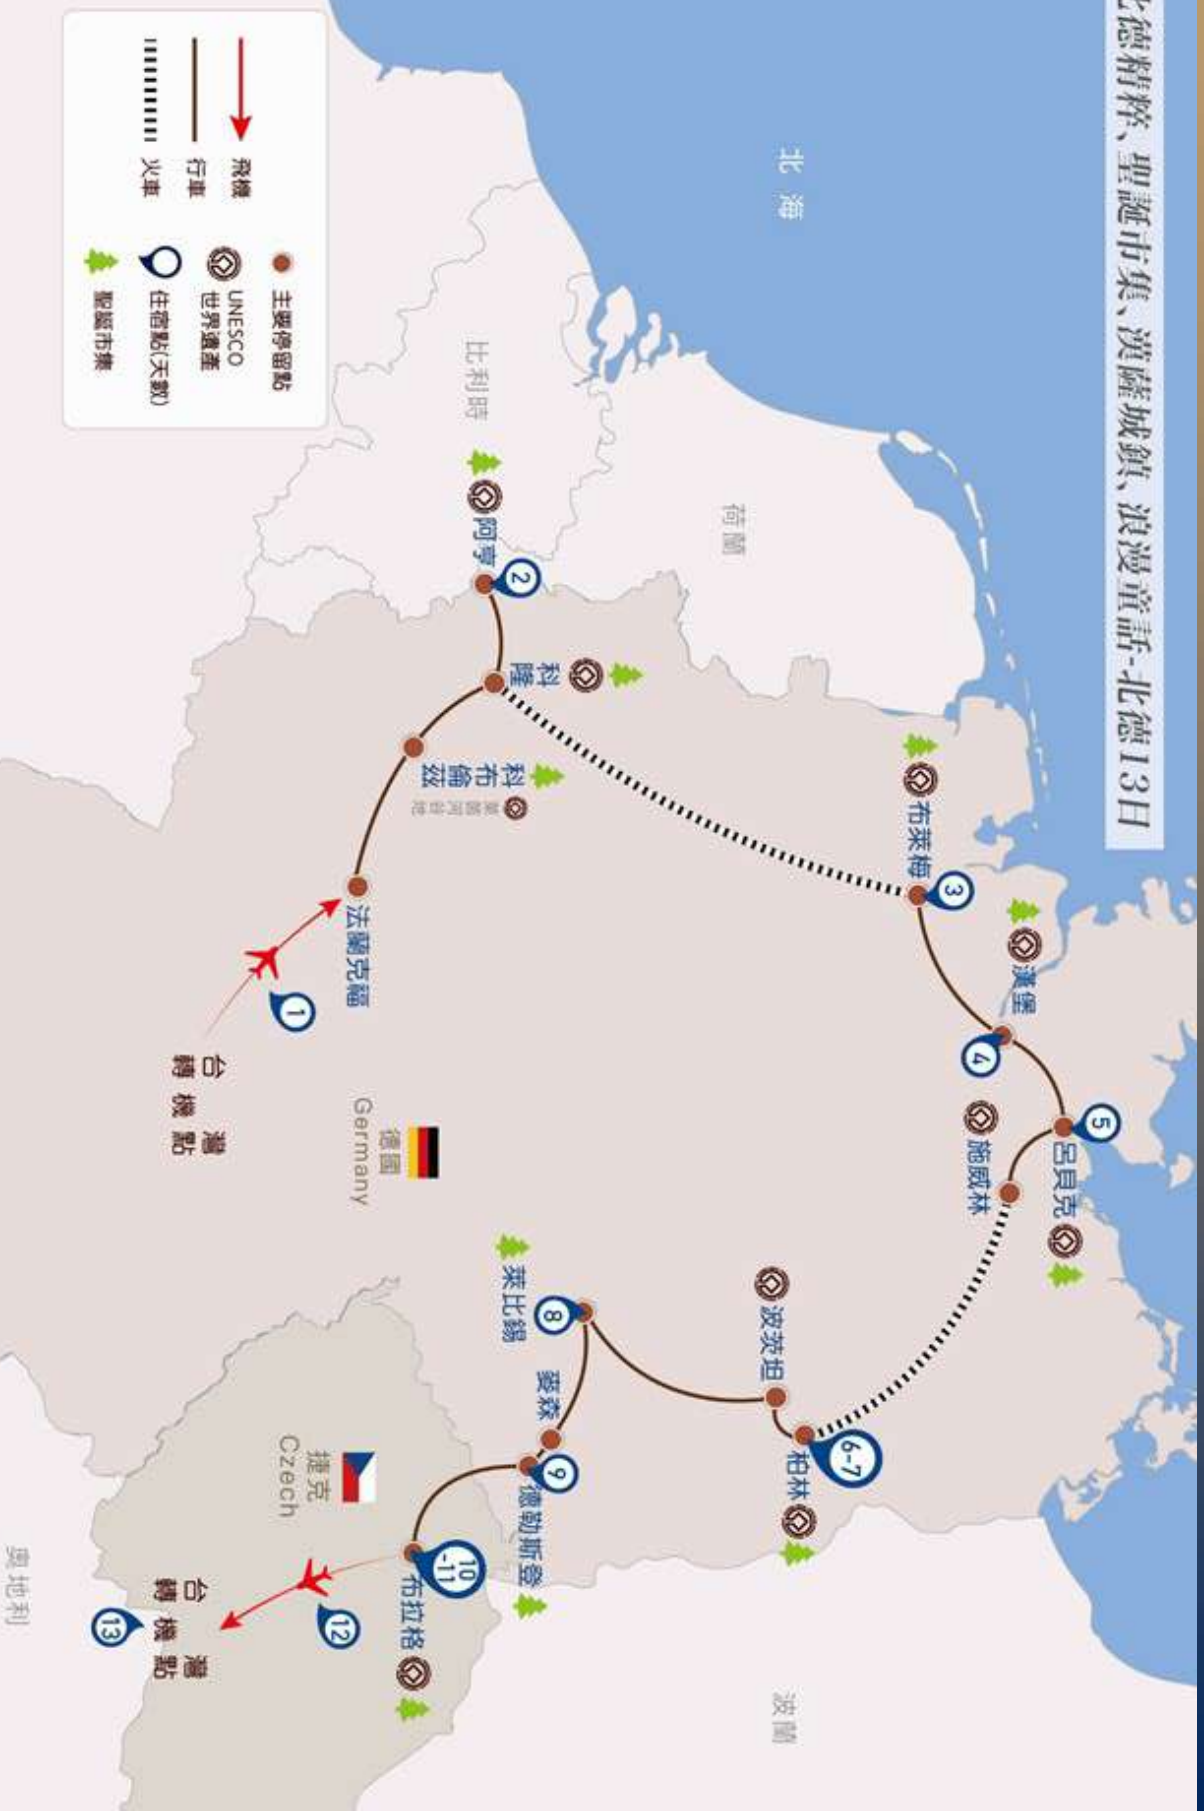 北德精粹、聖誕市集、漢薩城鎮、浪漫童話-北德13日
北海
荷蘭
比利時
波蘭
奧地利
飛機
行車
火車
主要停留點
UNESCO
世界遺產
住宿點(天數)
聖誕市集
台灣
轉機點
1
法蘭克福
科布倫茲
萊茵河谷地
科隆
阿亨
2
布萊梅
3
漢堡
4
呂貝克
5
施威林
柏林
6-7
波茨坦
萊比錫
8
麥森
德勒斯登
9
布拉格
10
-11
12
台灣
轉機點
13
德國
Germany
捷克
Czech